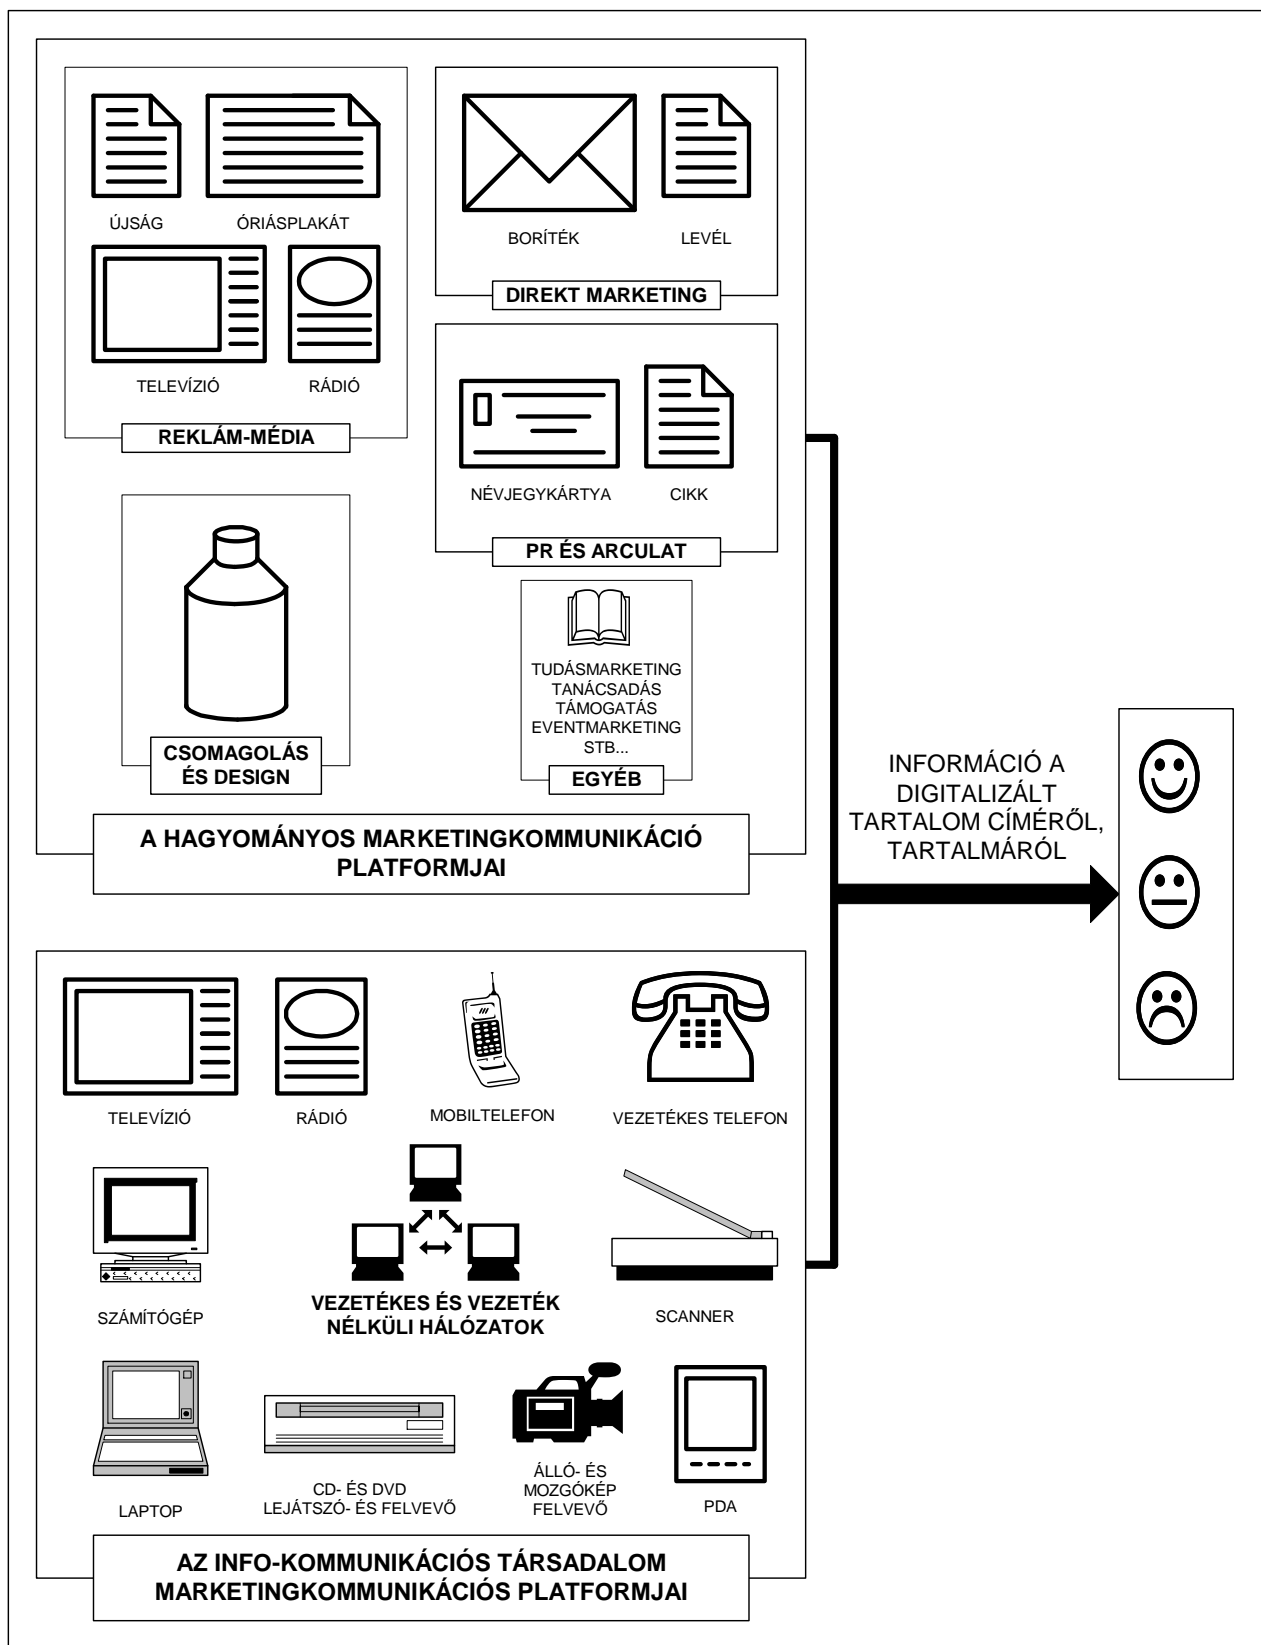 ÚJSÁG
ÓRIÁSPLAKÁT
TELEVÍZIÓ
RÁDIÓ
REKLÁM-MÉDIA
BORÍTÉK
LEVÉL
DIREKT MARKETING
NÉVJEGYKÁRTYA
CIKK
PR ÉS ARCULAT
CSOMAGOLÁS
ÉS DESIGN
TUDÁSMARKETING
TANÁCSADÁS
TÁMOGATÁS
EVENTMARKETING
STB...
EGYÉB
A HAGYOMÁNYOS MARKETINGKOMMUNIKÁCIÓ
PLATFORMJAI
INFORMÁCIÓ A
DIGITALIZÁLT
TARTALOM CÍMÉRŐL,
TARTALMÁRÓL
TELEVÍZIÓ
RÁDIÓ
MOBILTELEFON
VEZETÉKES TELEFON
SZÁMÍTÓGÉP
VEZETÉKES ÉS VEZETÉK
NÉLKÜLI HÁLÓZATOK
SCANNER
LAPTOP
CD- ÉS DVD
LEJÁTSZÓ- ÉS FELVEVŐ
ÁLLÓ- ÉS
MOZGÓKÉP
FELVEVŐ
PDA
AZ INFO-KOMMUNIKÁCIÓS TÁRSADALOM
MARKETINGKOMMUNIKÁCIÓS PLATFORMJAI